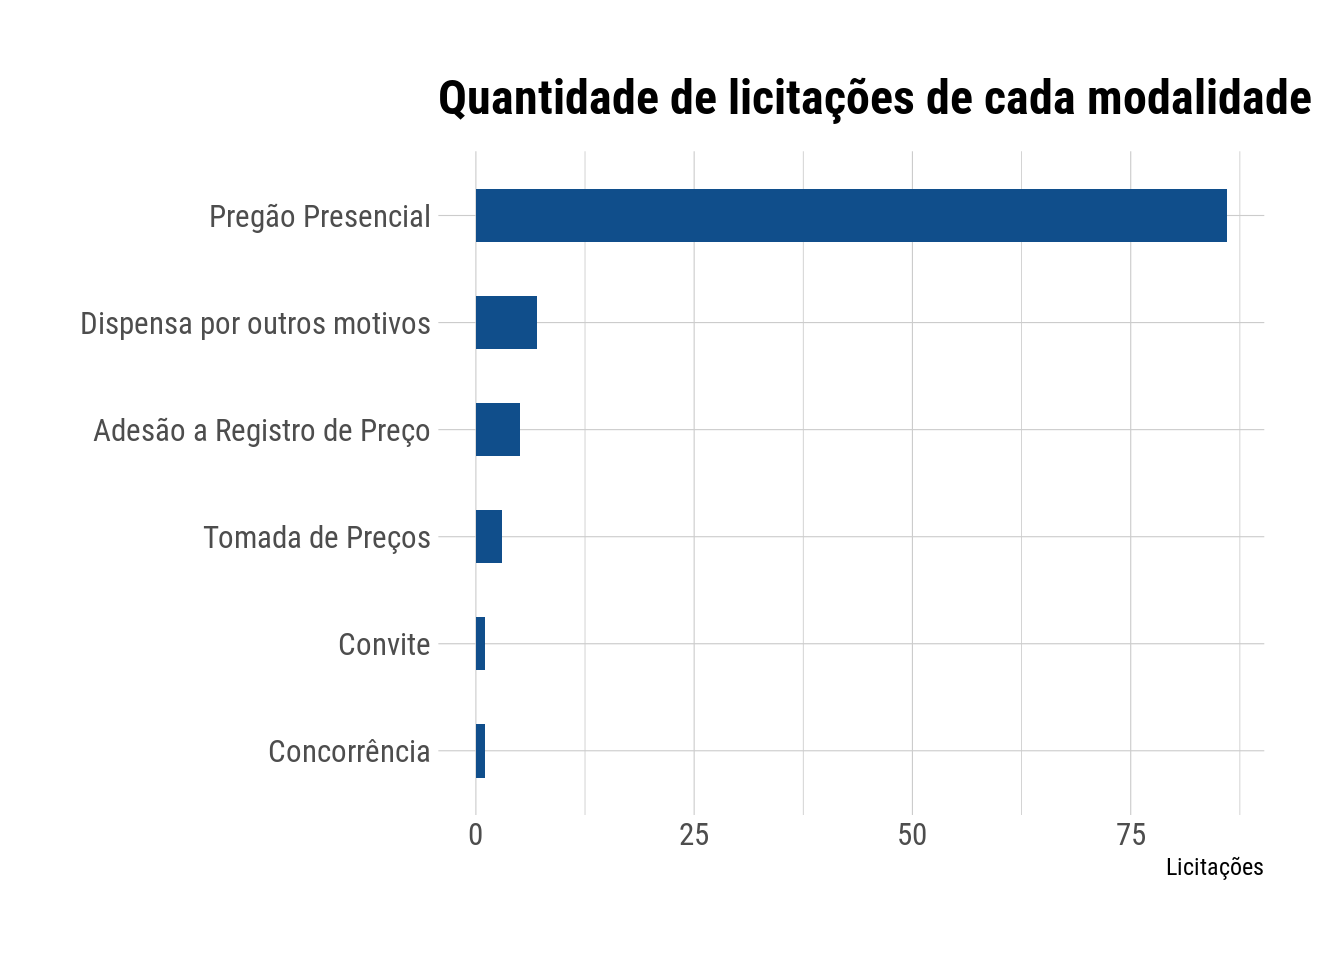 Quantidade de licitações de cada modalidade
Pregão Presencial
Dispensa por outros motivos
Adesão a Registro de Preço
Tomada de Preços
Convite
Concorrência
0 25 50 75
Licitações